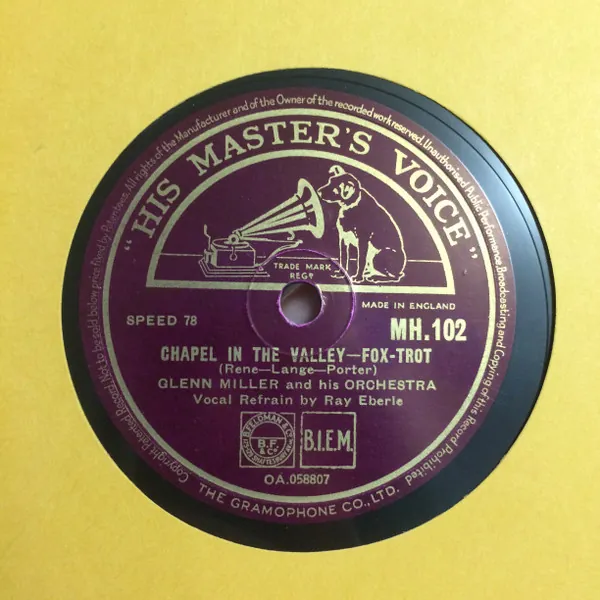 Copyright Patented Record. Not to be sold below price fixed by Patentees. All rights of the Manufacturer and of the Owner of the recorded work reserved. Unauthorised Public Performance, Broadcasting and Copying of this Record Prohibited
"HIS MASTER'S VOICE"
TRADE MARK
REGD
MADE IN ENGLAND
SPEED 78
MH.102
CHAPEL IN THE VALLEY—FOX-TROT
(Rene—Lange—Porter)
GLENN MILLER and his ORCHESTRA
Vocal Refrain by Ray Eberle
B. FELDMAN & Co
B.F.
& Co
B.I.E.M.
OA.058807
THE GRAMOPHONE CO., LTD.